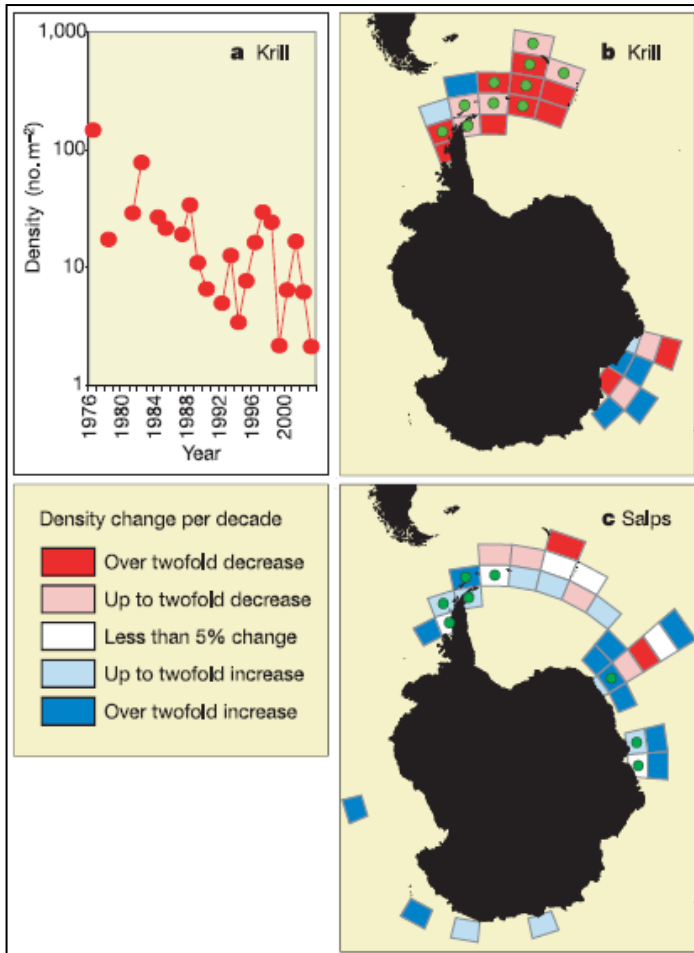 a Krill
1,000
100
10
1
Density (no. m⁻²)
1976
1980
1984
1988
1992
1996
2000
Year
b Krill
Density change per decade
Over twofold decrease
Up to twofold decrease
Less than 5% change
Up to twofold increase
Over twofold increase
c Salps